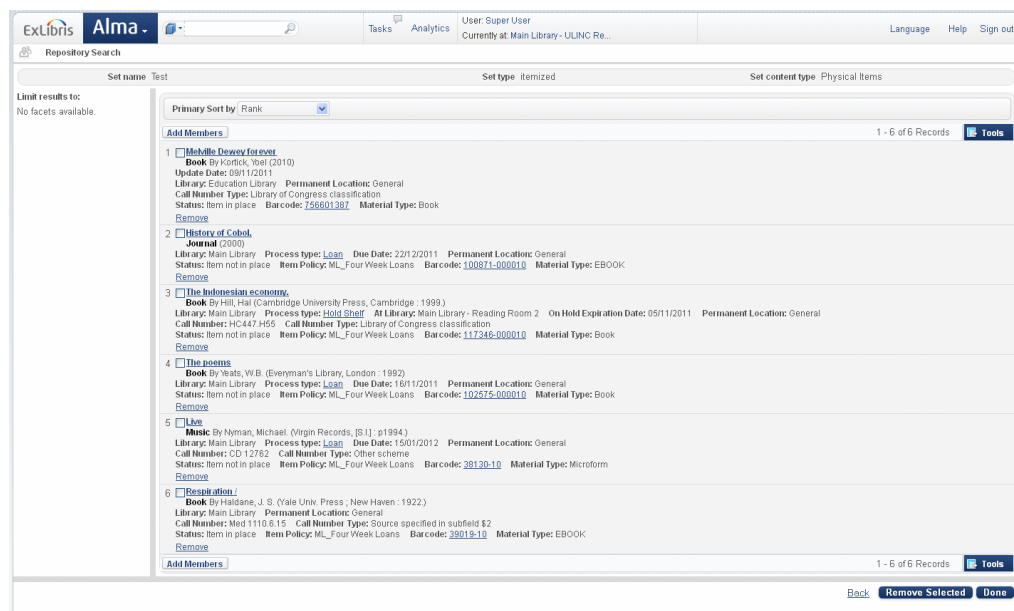 ExLibris Alma Tasks Analytics User: Super User Language Help Sign out
Currently at: Main Library - ULINC Re...
Repository Search
Set name Test Set type itemized Set content type Physical Items
Limit results to:
No facets available.
Primary Sort by Rank
Add Members 1 - 6 of 6 Records Tools
1 Melville Dewey forever
Book By Kortick, Yoel (2010)
Update Date: 09/11/2011
Library: Education Library Permanent Location: General
Call Number Type: Library of Congress classification
Status: Item in place Barcode: 756601387 Material Type: Book
Remove
2 History of Cobol.
Journal (2000)
Library: Main Library Process type: Loan Due Date: 22/12/2011 Permanent Location: General
Status: Item not in place Item Policy: ML_Four Week Loans Barcode: 100871-000010 Material Type: EBOOK
Remove
3 The Indonesian economy.
Book By Hill, Hal (Cambridge University Press, Cambridge : 1999.)
Library: Main Library Process type: Hold Shelf At Library: Main Library - Reading Room 2 On Hold Expiration Date: 05/11/2011 Permanent Location: General
Call Number: HC447.H55 Call Number Type: Library of Congress classification
Status: Item not in place Item Policy: ML_Four Week Loans Barcode: 117346-000010 Material Type: Book
Remove
4 The poems
Book By Yeats, W.B. (Everyman's Library, London : 1992)
Library: Main Library Process type: Loan Due Date: 16/11/2011 Permanent Location: General
Status: Item not in place Item Policy: ML_Four Week Loans Barcode: 102575-000010 Material Type: Book
Remove
5 Live
Music By Nyman, Michael. (Virgin Records, [S.l.] : p1994.)
Library: Main Library Process type: Loan Due Date: 15/01/2012 Permanent Location: General
Call Number: CD 12762 Call Number Type: Other scheme
Status: Item not in place Item Policy: ML_Four Week Loans Barcode: 38130-10 Material Type: Microform
Remove
6 Respiration /
Book By Haldane, J. S. (Yale Univ. Press ; New Haven : 1922.)
Library: Main Library Permanent Location: General
Call Number: Med 1110.6.15 Call Number Type: Source specified in subfield $2
Status: Item in place Item Policy: ML_Four Week Loans Barcode: 39019-10 Material Type: EBOOK
Remove
Add Members 1 - 6 of 6 Records Tools
Back Remove Selected Done